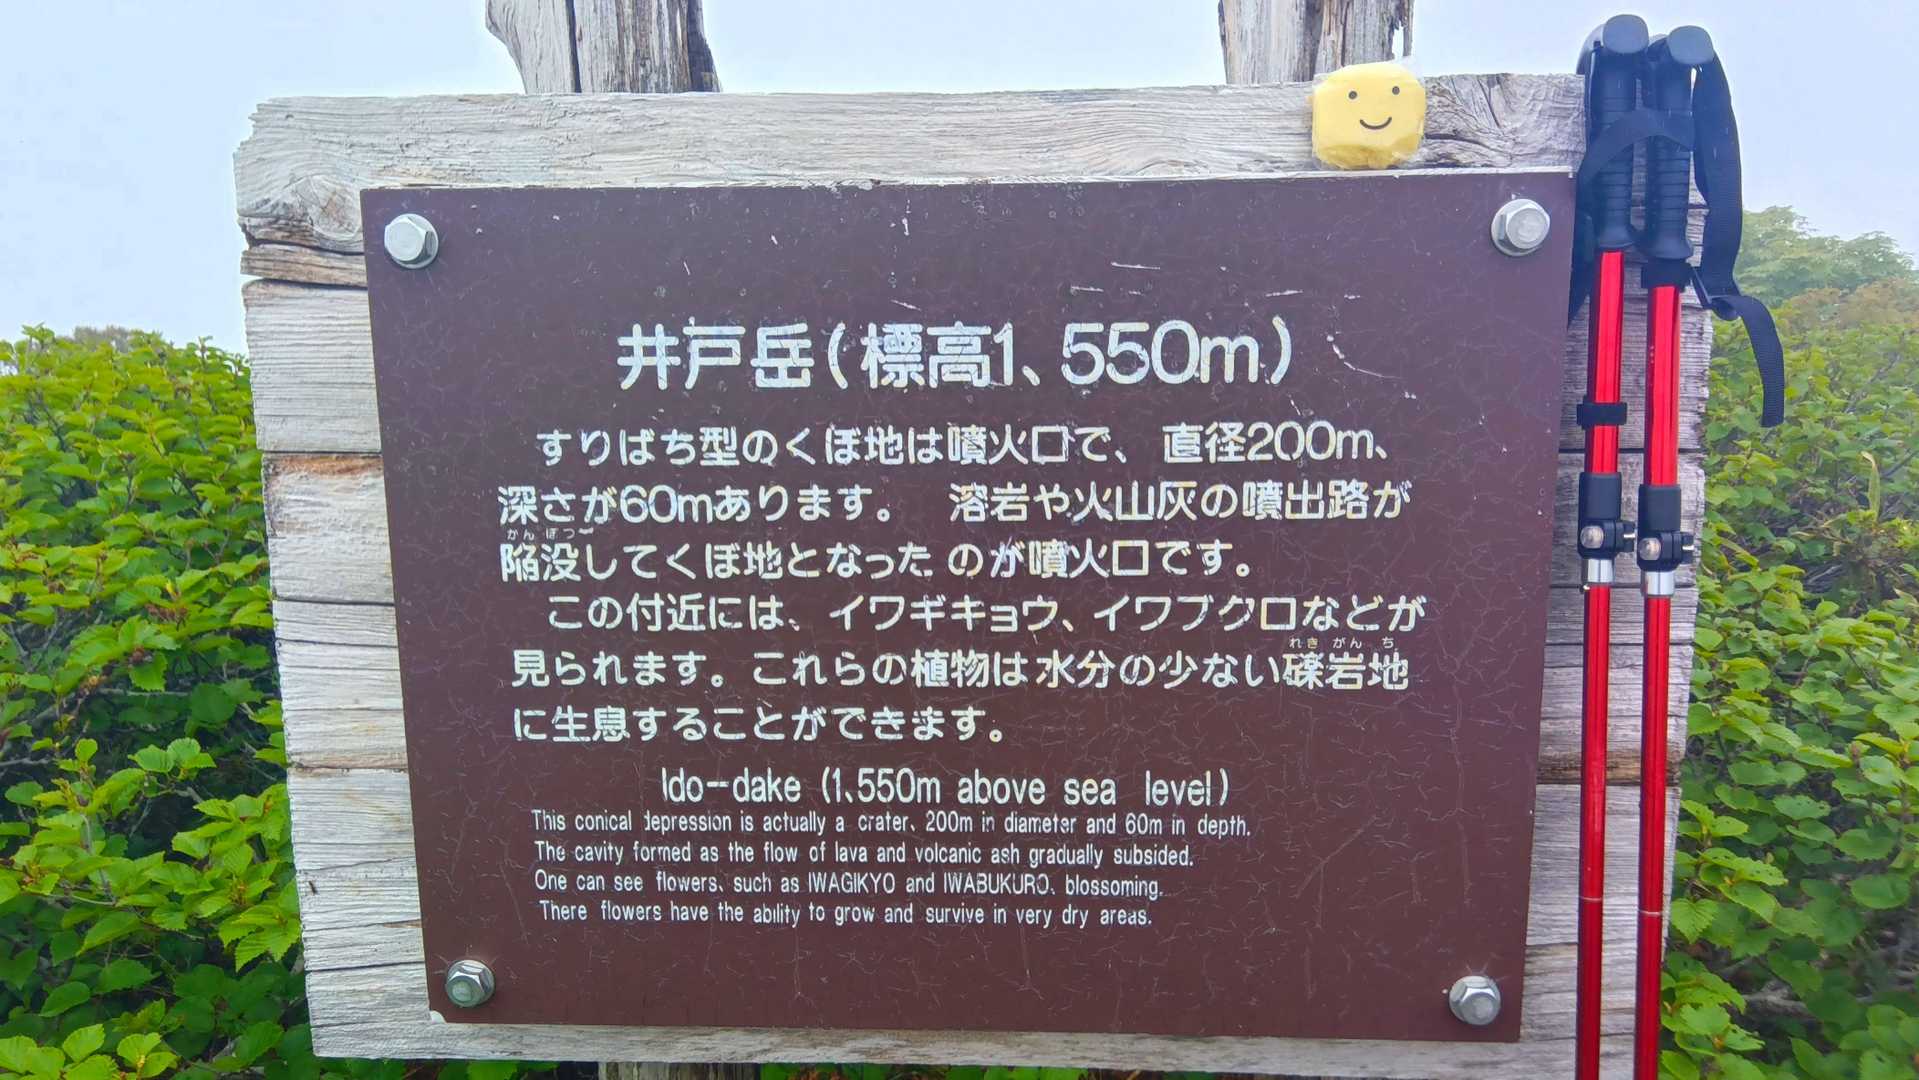 井戸岳(標高1、550m)
すりばち型のくぼ地は噴火口で、直径200m、
深さが60mあります。 溶岩や火山灰の噴出路が
かん ぼつ
陥没してくぼ地となったのが噴火口です。
この付近には、イワギキョウ、イワブクロなどが
れき がん ち
見られます。これらの植物は水分の少ない礫岩地
に生息することができます。
Ido-dake (1,550m above sea level)
This conical depression is actually a crater, 200m in diameter and 60m in depth.
The cavity formed as the flow of lava and volcanic ash gradually subsided.
One can see flowers, such as IWAGIKYO and IWABUKURO, blossoming.
There flowers have the ability to grow and survive in very dry areas.